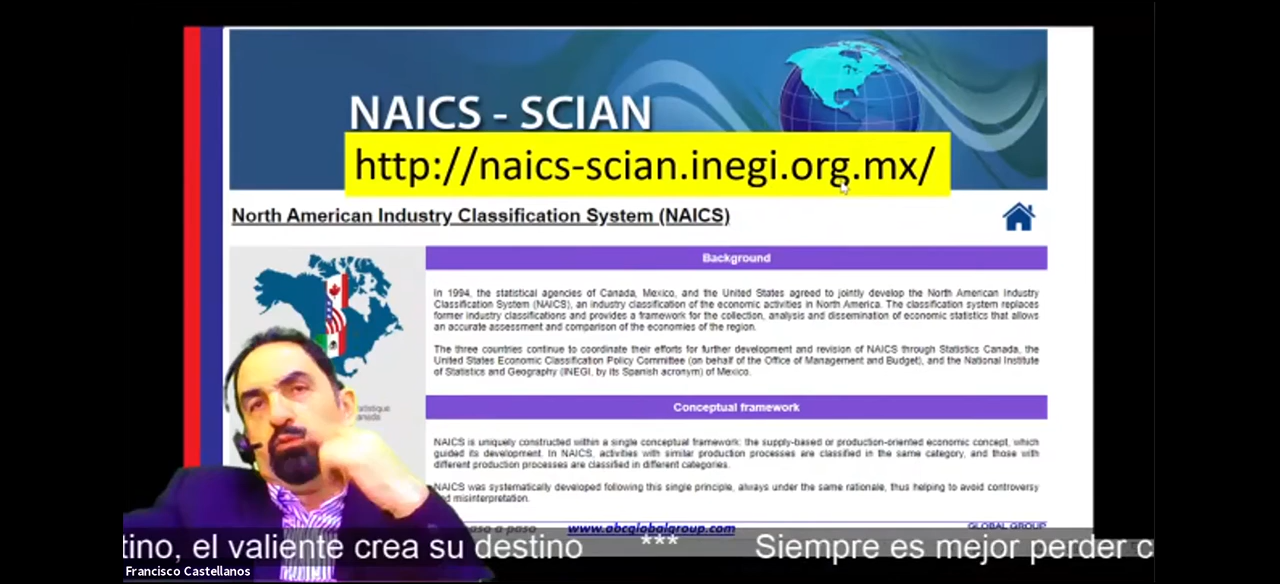 NAICS - SCIAN
http://naics-scian.inegi.org.mx/
North American Industry Classification System (NAICS)
Background
In 1994, the statistical agencies of Canada, Mexico, and the United States agreed to jointly develop the North American Industry
Classification System (NAICS), an industry classification of the economic activities in North America. The classification system replaces
former industry classifications and provides a framework for the collection, analysis and dissemination of economic statistics that allows
an accurate assessment and comparison of the economies of the region.
The three countries continue to coordinate their efforts for further development and revision of NAICS through Statistics Canada, the
United States Economic Classification Policy Committee (on behalf of the Office of Management and Budget), and the National Institute
of Statistics and Geography (INEGI, by its Spanish acronym) of Mexico.
Conceptual framework
NAICS is uniquely constructed within a single conceptual framework: the supply-based or production-oriented economic concept, which
guided its development. In NAICS, activities with similar production processes are classified in the same category, and those with
different production processes are classified in different categories.
NAICS was systematically developed following this single principle, always under the same rationale, thus helping to avoid controversy
misinterpretation.
paso a paso www.abcglobalgroup.com GLOBAL GROUP
tino, el valiente crea su destino *** Siempre es mejor perder c
Francisco Castellanos